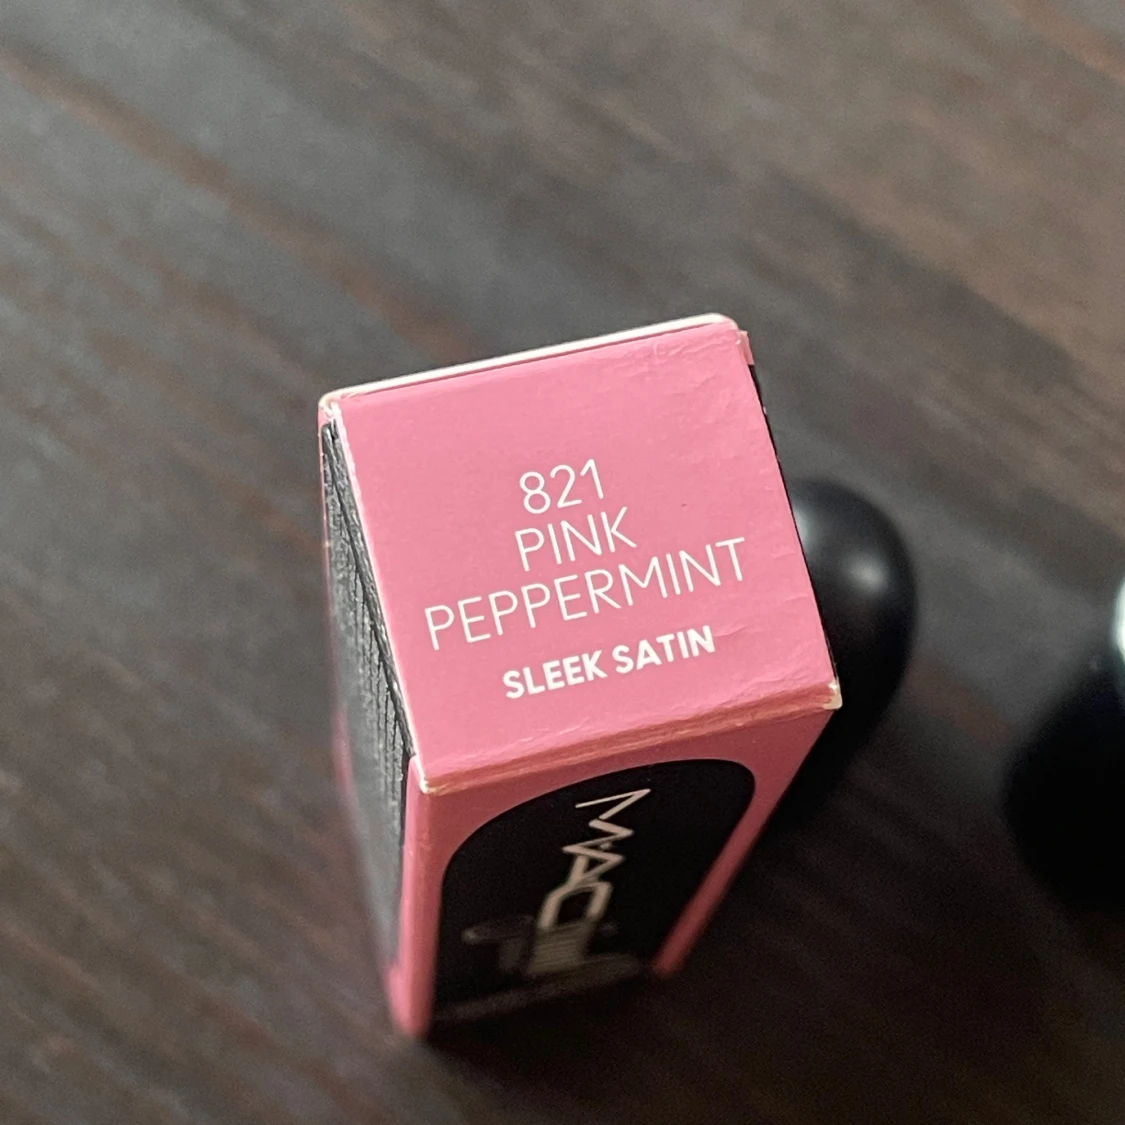 821
PINK
PEPPERMINT
SLEEK SATIN
MAC